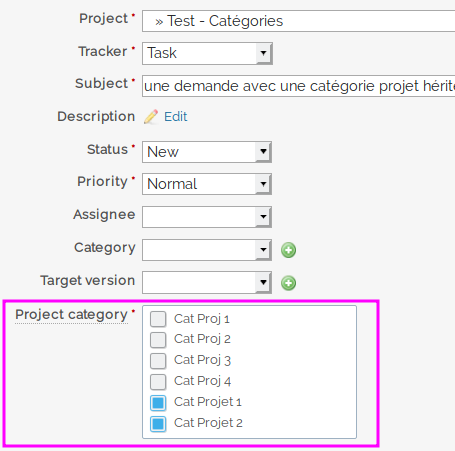 Project * » Test - Catégories
Tracker * Task
Subject * une demande avec une catégorie projet hérit
Description Edit
Status * New
Priority * Normal
Assignee
Category
Target version
Project category *
Cat Proj 1
Cat Proj 2
Cat Proj 3
Cat Proj 4
Cat Projet 1
Cat Projet 2